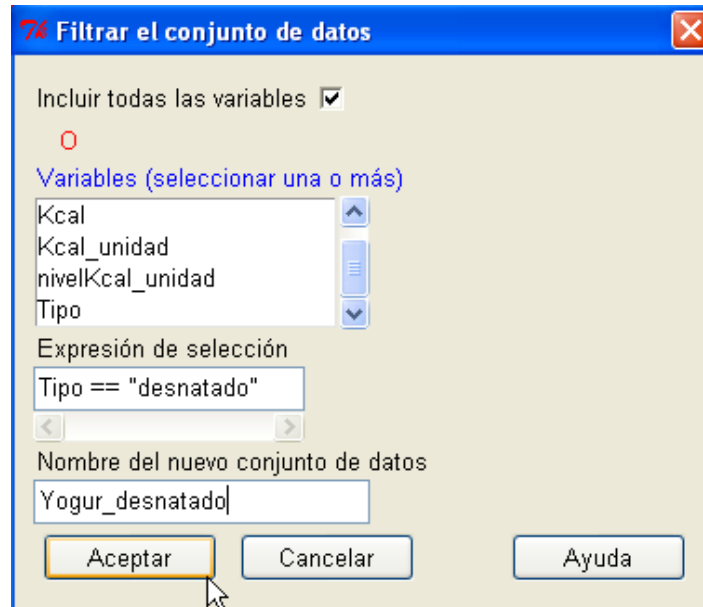 Filtrar el conjunto de datos
Incluir todas las variables
O
Variables (seleccionar una o más)
Kcal
Kcal_unidad
nivelKcal_unidad
Tipo
Expresión de selección
Tipo == "desnatado"
Nombre del nuevo conjunto de datos
Yogur_desnatado
Aceptar Cancelar Ayuda